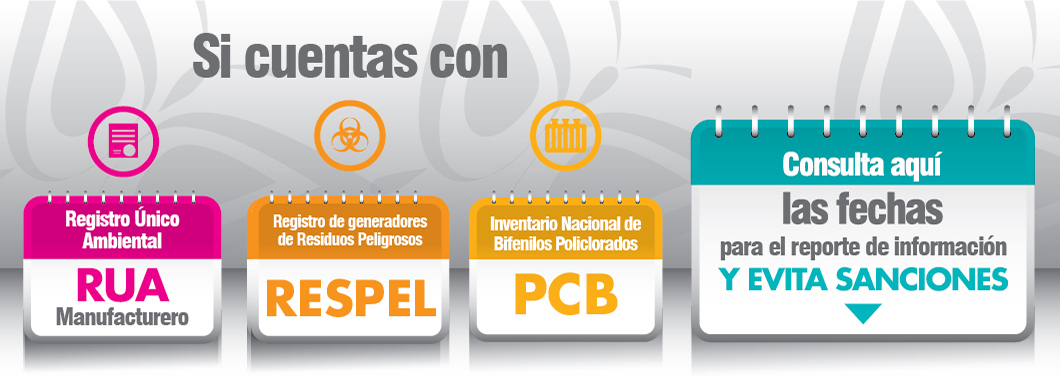 Si cuentas con
Registro Único
Ambiental
RUA
Manufacturero
Registro de generadores
de Residuos Peligrosos
RESPEL
Inventario Nacional de
Bifenilos Policlorados
PCB
Consulta aquí
las fechas
para el reporte de información
Y EVITA SANCIONES